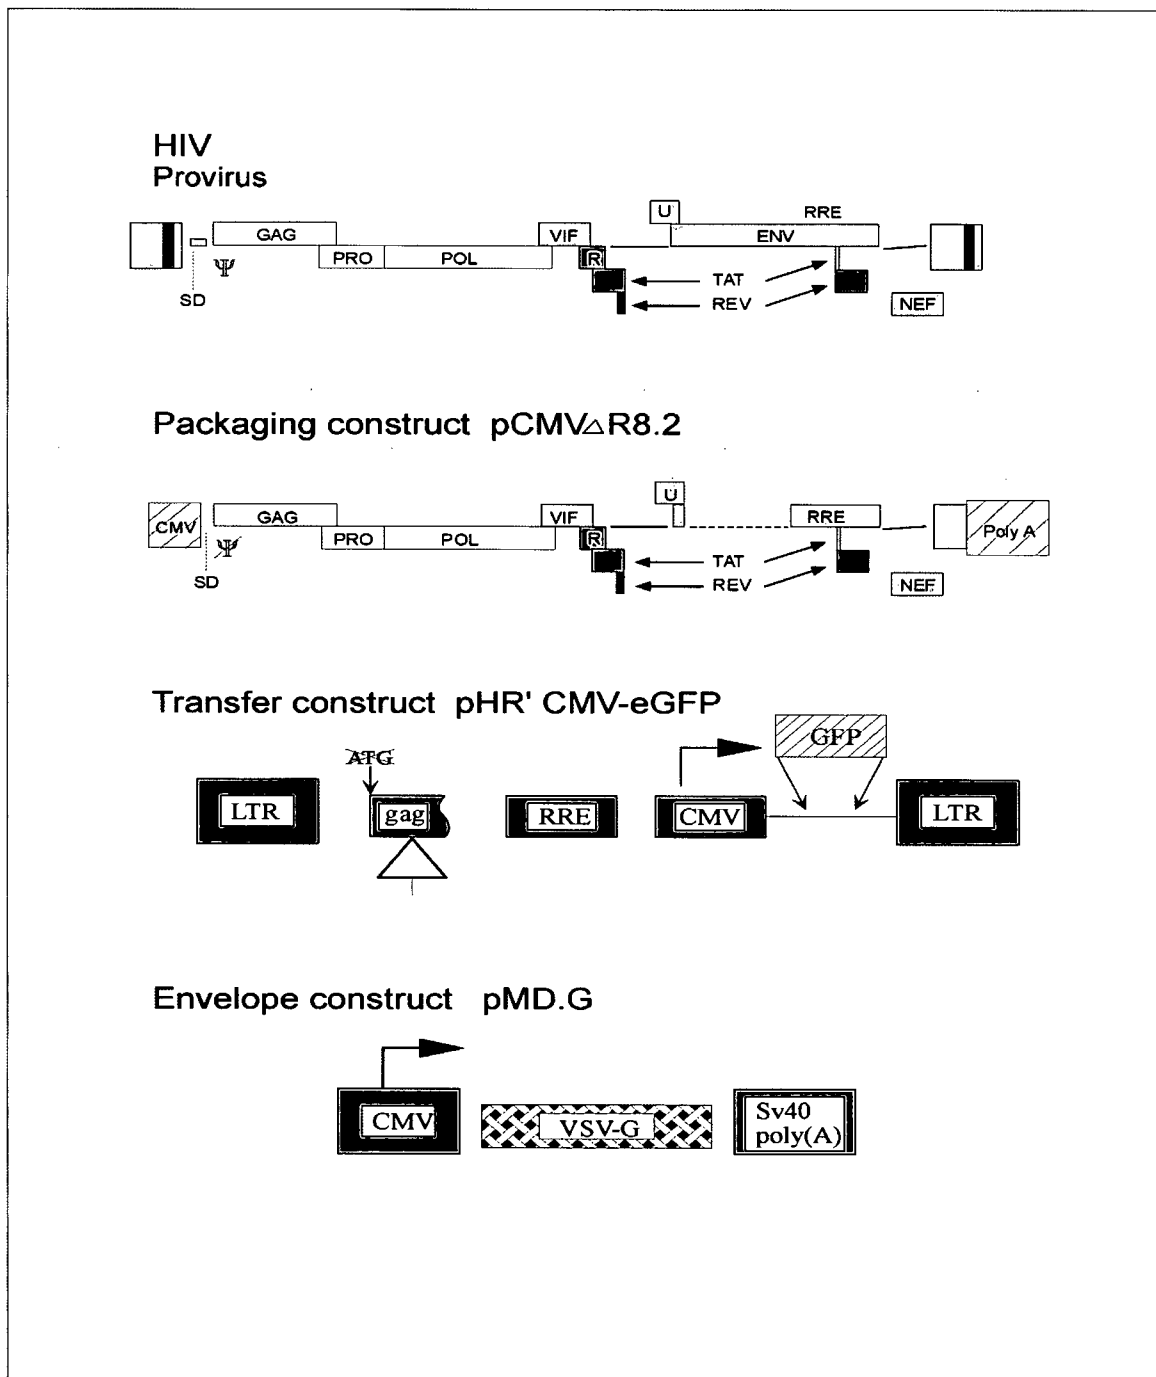 HIV
Provirus
U RRE
GAG VIF ENV
PRO POL R
Ψ
SD TAT
REV NEF
Packaging construct pCMV△R8.2
U
CMV GAG VIF RRE Poly A
PRO POL R
Ψ
SD TAT
REV NEF
Transfer construct pHR' CMV-eGFP
GFP
ATG
LTR gag RRE CMV LTR
Envelope construct pMD.G
CMV VSV-G Sv40
poly(A)